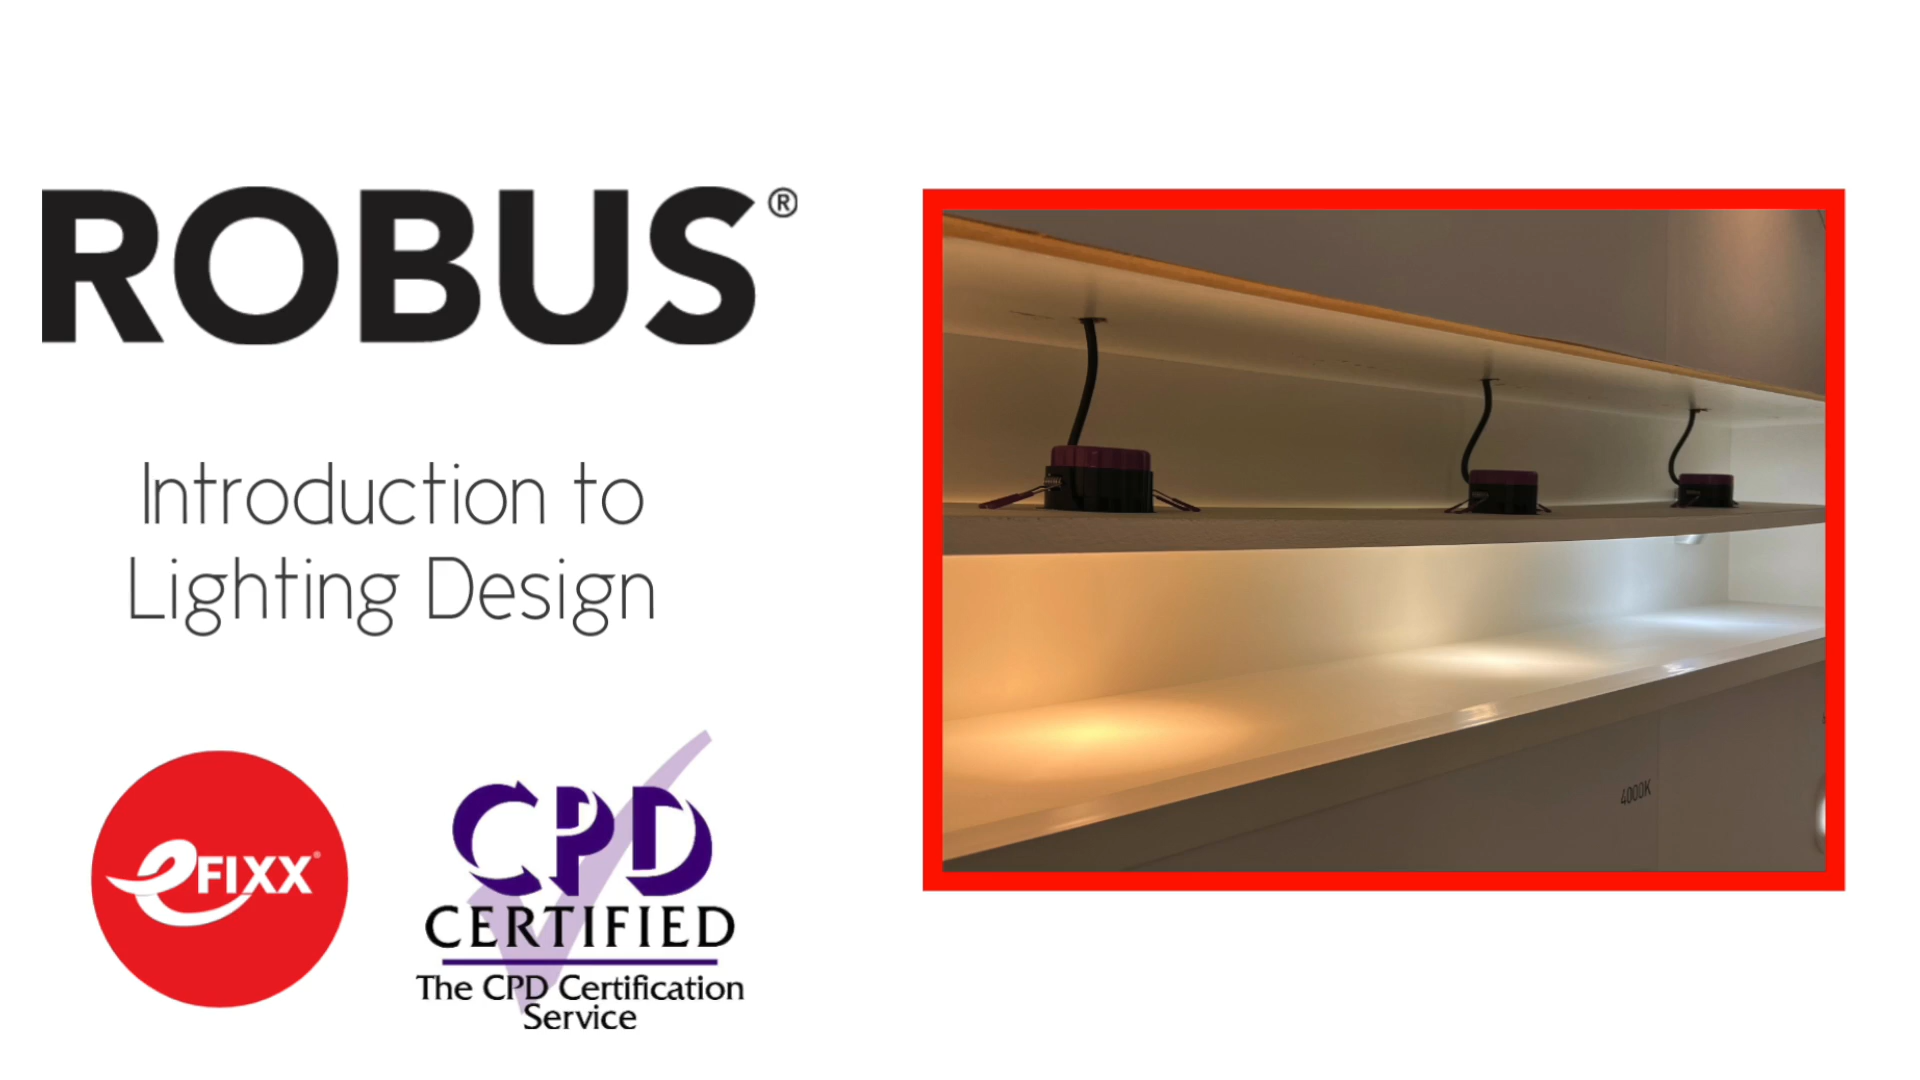 ROBUS®
Introduction to
Lighting Design
eFIXX®
CPD
CERTIFIED
The CPD Certification
Service
4000K